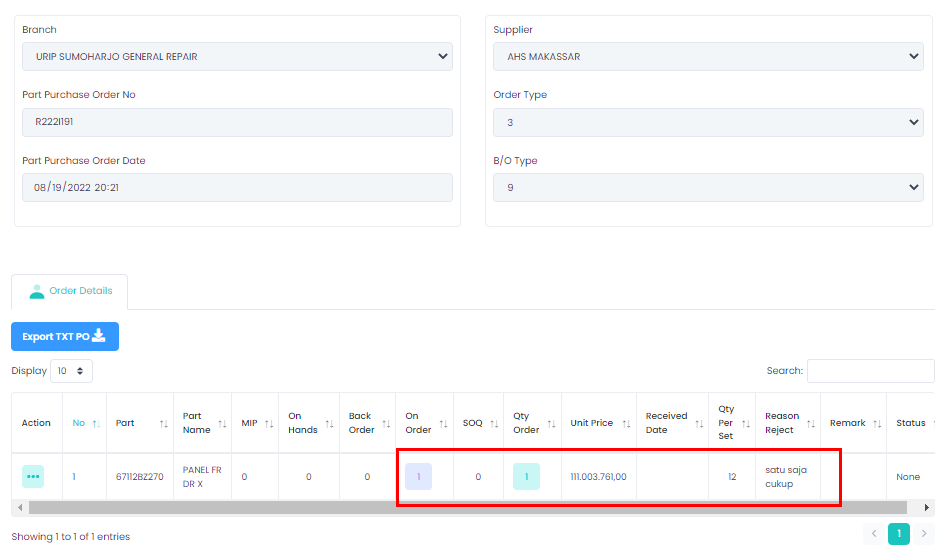 Branch
URIP SUMOHARJO GENERAL REPAIR
Part Purchase Order No
R222I191
Part Purchase Order Date
08/19/2022 20:21
Supplier
AHS MAKASSAR
Order Type
3
B/O Type
9
Order Details
Export TXT PO
Display 10
Search:
Action No Part Part Name MIP On Hands Back Order On Order SOQ Qty Order Unit Price Received Date Qty Per Set Reason Reject Remark Status
1 67112BZ270 PANEL FR DR X 0 0 0 1 0 1 111.003.761,00 12 satu saja cukup None
Showing 1 to 1 of 1 entries
1